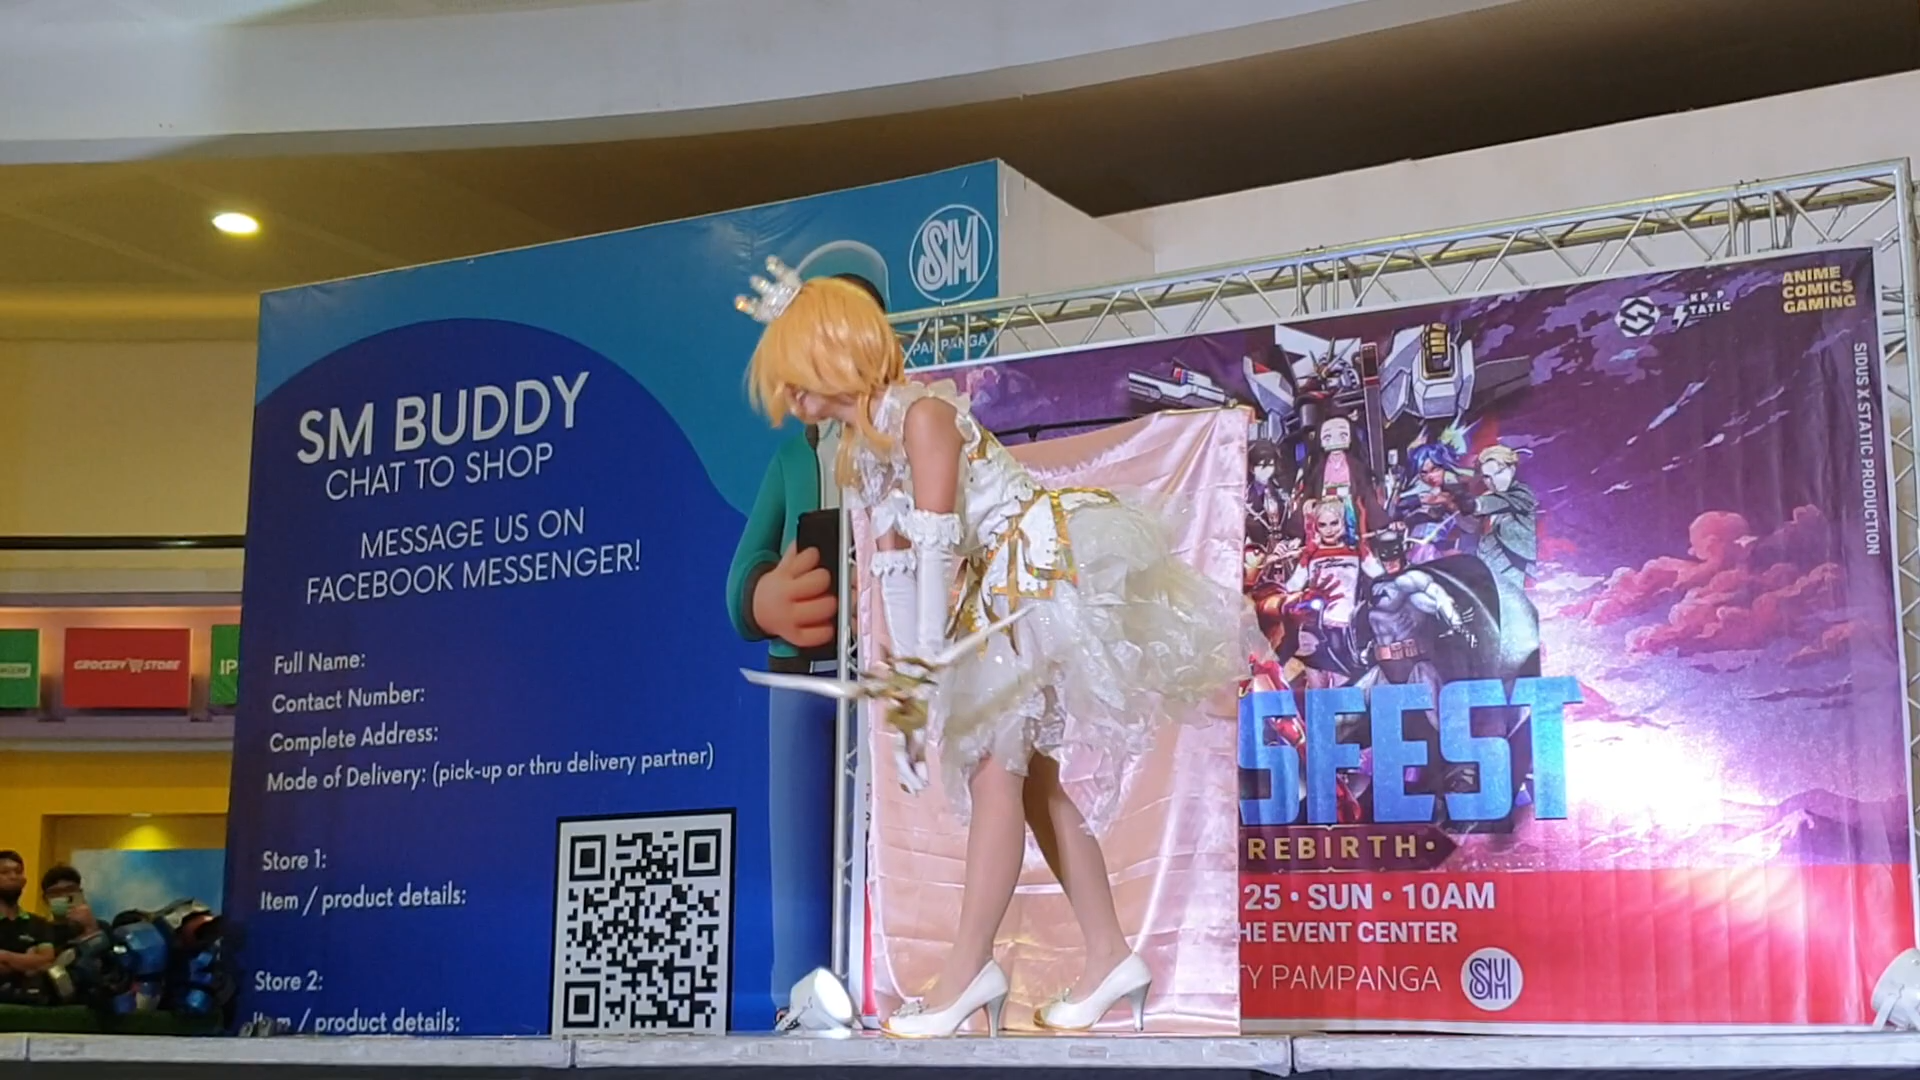 SM
PAMPANGA
SM BUDDY
CHAT TO SHOP
MESSAGE US ON
FACEBOOK MESSENGER!
Full Name:
Contact Number:
Complete Address:
Mode of Delivery: (pick-up or thru delivery partner)
Store 1:
Item / product details:
Store 2:
Item / product details:
GROCERY STORE
IP
TATIC
ANIME
COMICS
GAMING
SIDUS X STATIC PRODUCTION
SFEST
REBIRTH•
25 • SUN • 10AM
HE EVENT CENTER
TY PAMPANGA
SM